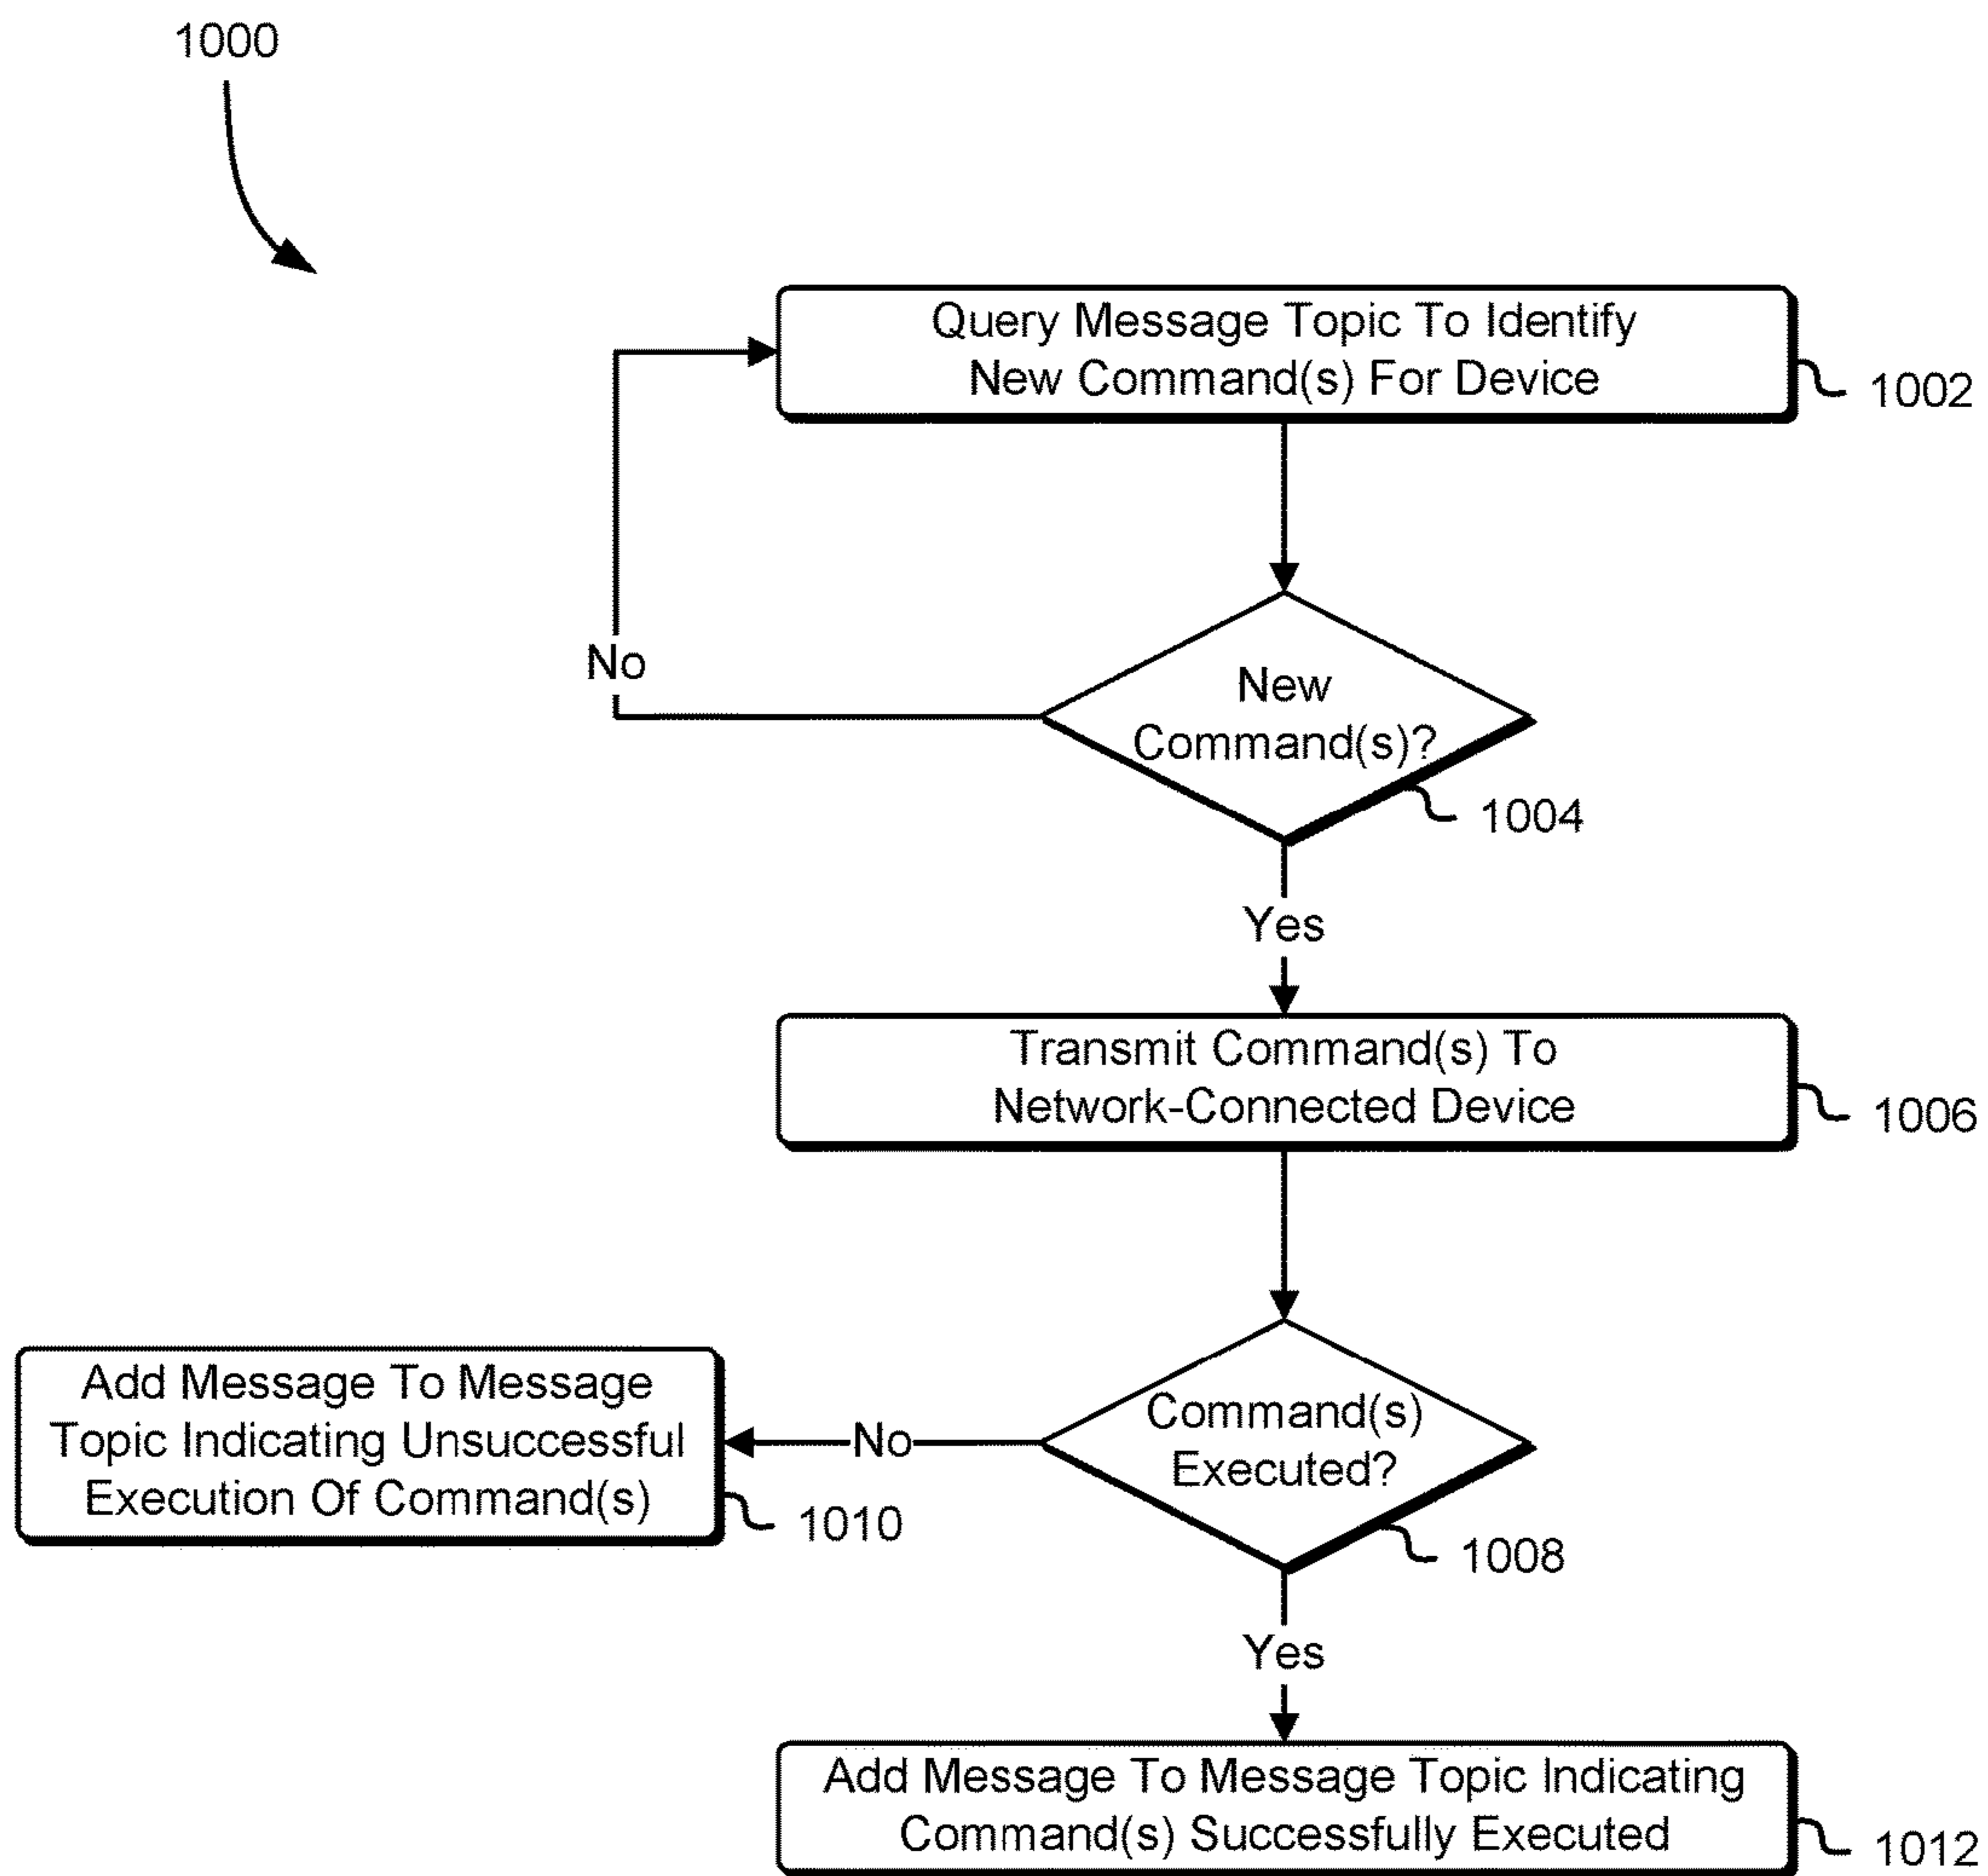 1000
Query Message Topic To Identify
New Command(s) For Device
1002
No
New
Command(s)?
1004
Yes
Transmit Command(s) To
Network-Connected Device
1006
Add Message To Message
Topic Indicating Unsuccessful
Execution Of Command(s)
1010
No
Command(s)
Executed?
1008
Yes
Add Message To Message Topic Indicating
Command(s) Successfully Executed
1012